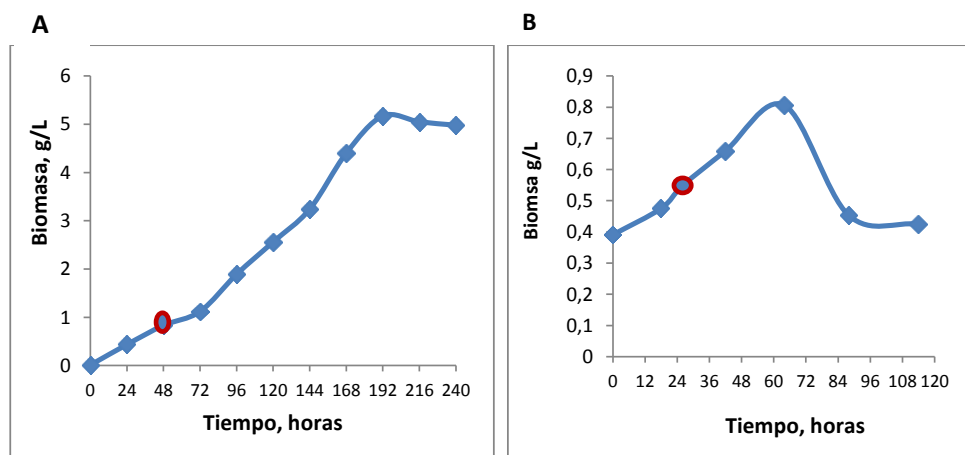 A
Biomasa, g/L
6
5
4
3
2
1
0
0 24 48 72 96 120 144 168 192 216 240
Tiempo, horas
B
Biomsa g/L
0,9
0,8
0,7
0,6
0,5
0,4
0,3
0,2
0,1
0
0 12 24 36 48 60 72 84 96 108 120
Tiempo, horas